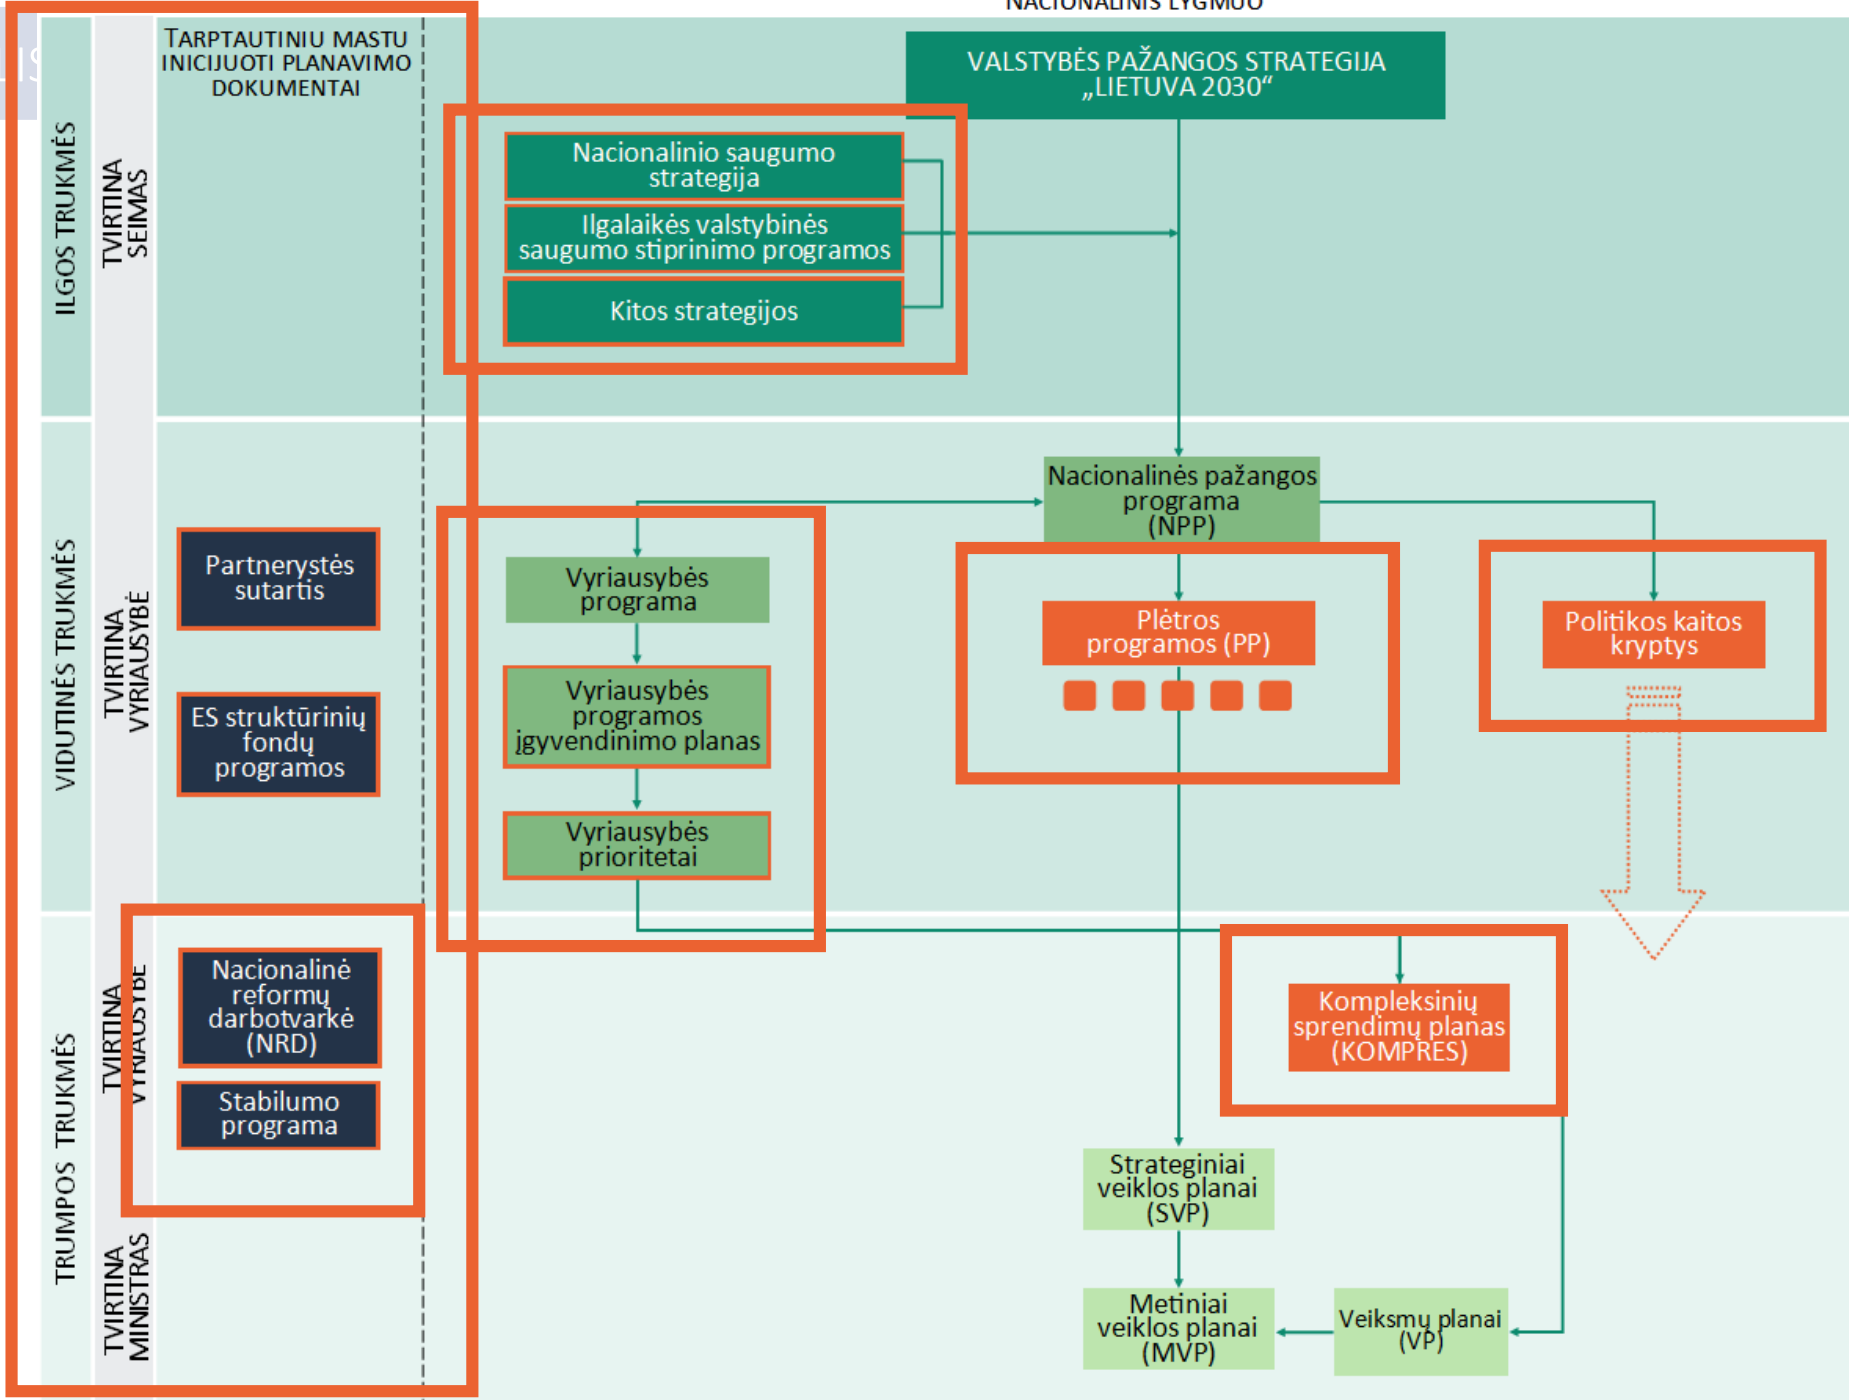 NACIONALINIS LYGMUO
LIS
TARPTAUTINIU MASTU
INICIJUOTI PLANAVIMO
DOKUMENTAI
VALSTYBĖS PAŽANGOS STRATEGIJA
„LIETUVA 2030“
ILGOS TRUKMĖS
TVIRTINA
SEIMAS
Nacionalinio saugumo
strategija
Ilgalaikės valstybinės
saugumo stiprinimo programos
Kitos strategijos
VIDUTINĖS TRUKMĖS
TVIRTINA
VYRIAUSYBĖ
Partnerystės
sutartis
ES struktūrinių
fondų
programos
Vyriausybės
programa
Vyriausybės
programos
įgyvendinimo planas
Vyriausybės
prioritetai
Nacionalinės pažangos
programa
(NPP)
Plėtros
programos (PP)
Politikos kaitos
kryptys
TRUMPOS TRUKMĖS
TVIRTINA
VYRIAUSYBĖ
Nacionalinė
reformų
darbotvarkė
(NRD)
Stabilumo
programa
Kompleksinių
sprendimų planas
(KOMPRES)
TVIRTINA
MINISTRAS
Strateginiai
veiklos planai
(SVP)
Metiniai
veiklos planai
(MVP)
Veiksmų planai
(VP)